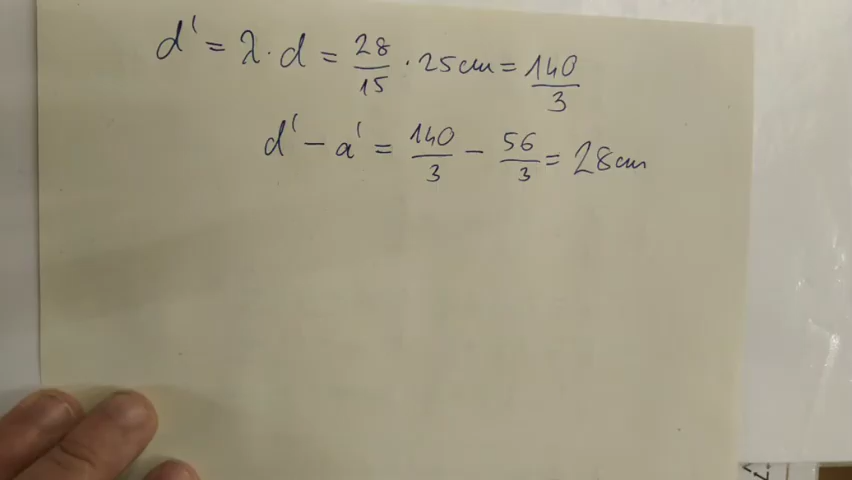 d' = λ · d = 28/15 · 25cm = 140/3
d' - a' = 140/3 - 56/3 = 28cm